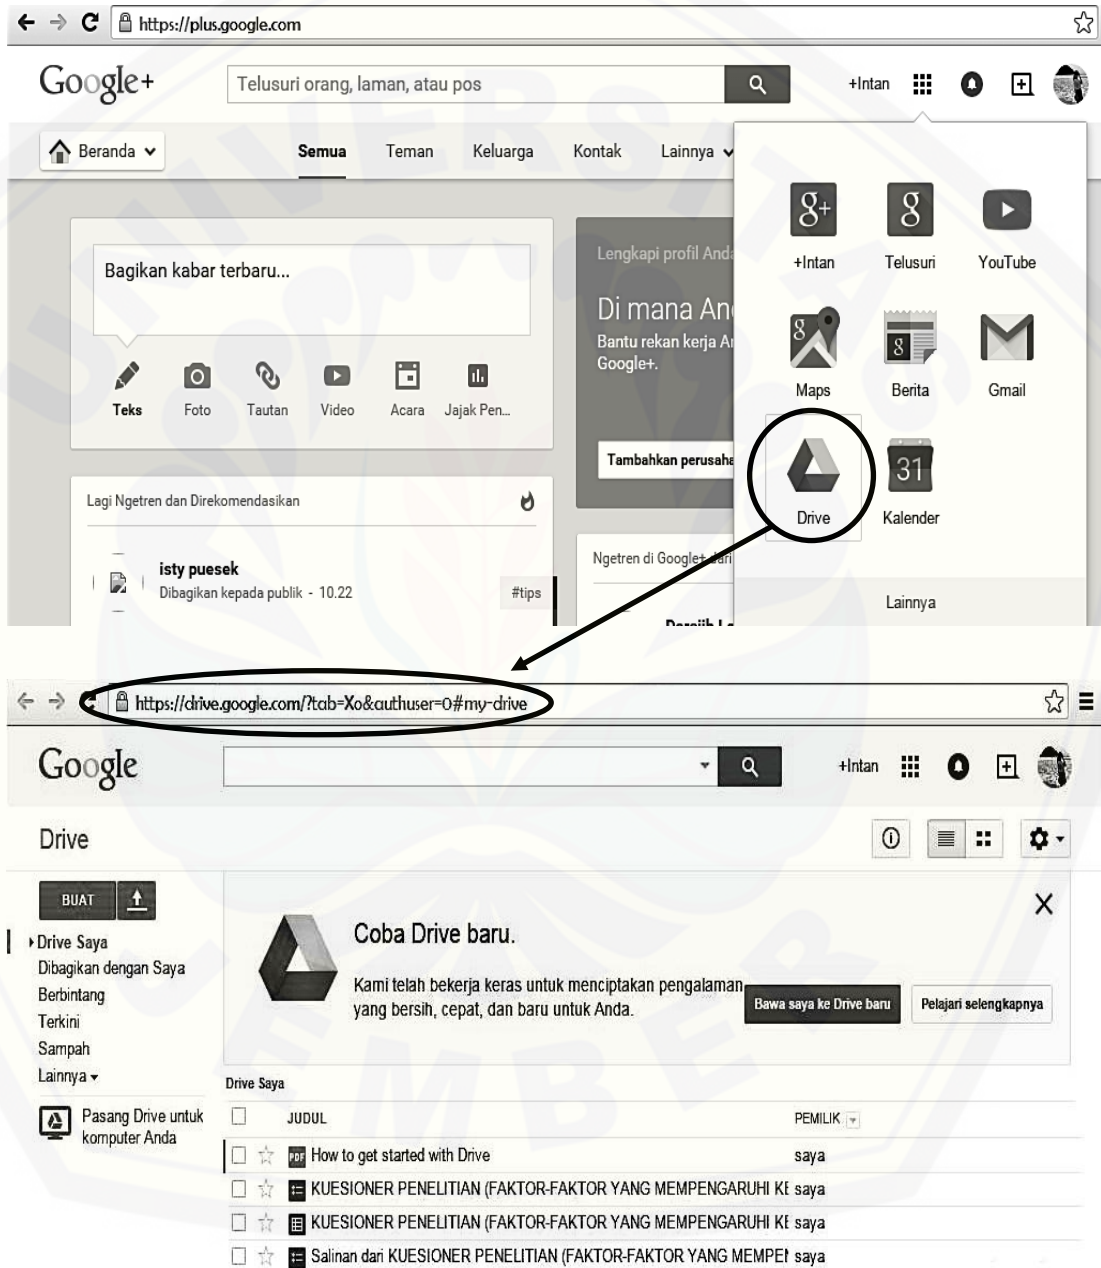 https://plus.google.com
Google+
Telusuri orang, laman, atau pos
+Intan
Beranda
Semua Teman Keluarga Kontak Lainnya
Bagikan kabar terbaru...
Teks Foto Tautan Video Acara Jajak Pen...
Lengkapi profil Anda
Di mana An
Bantu rekan kerja A
Google+.
Tambahkan perusaha
+Intan Telusuri YouTube
Maps Berita Gmail
31
Drive Kalender
Lainnya
Lagi Ngetren dan Direkomendasikan
isty puesek
Dibagikan kepada publik - 10.22
#tips
Ngetren di Google+ dari
https://drive.google.com/?tab=Xo&authuser=0#my-drive
Google
+Intan
Drive
BUAT
Drive Saya
Dibagikan dengan Saya
Berbintang
Terkini
Sampah
Lainnya
Pasang Drive untuk
komputer Anda
Coba Drive baru.
Kami telah bekerja keras untuk menciptakan pengalaman
yang bersih, cepat, dan baru untuk Anda.
Bawa saya ke Drive baru
Pelajari selengkapnya
Drive Saya
JUDUL PEMILIK
PDF How to get started with Drive saya
KUESIONER PENELITIAN (FAKTOR-FAKTOR YANG MEMPENGARUHI KE saya
KUESIONER PENELITIAN (FAKTOR-FAKTOR YANG MEMPENGARUHI KE saya
Salinan dari KUESIONER PENELITIAN (FAKTOR-FAKTOR YANG MEMPE saya
UNIVERSITAS
JEMBER